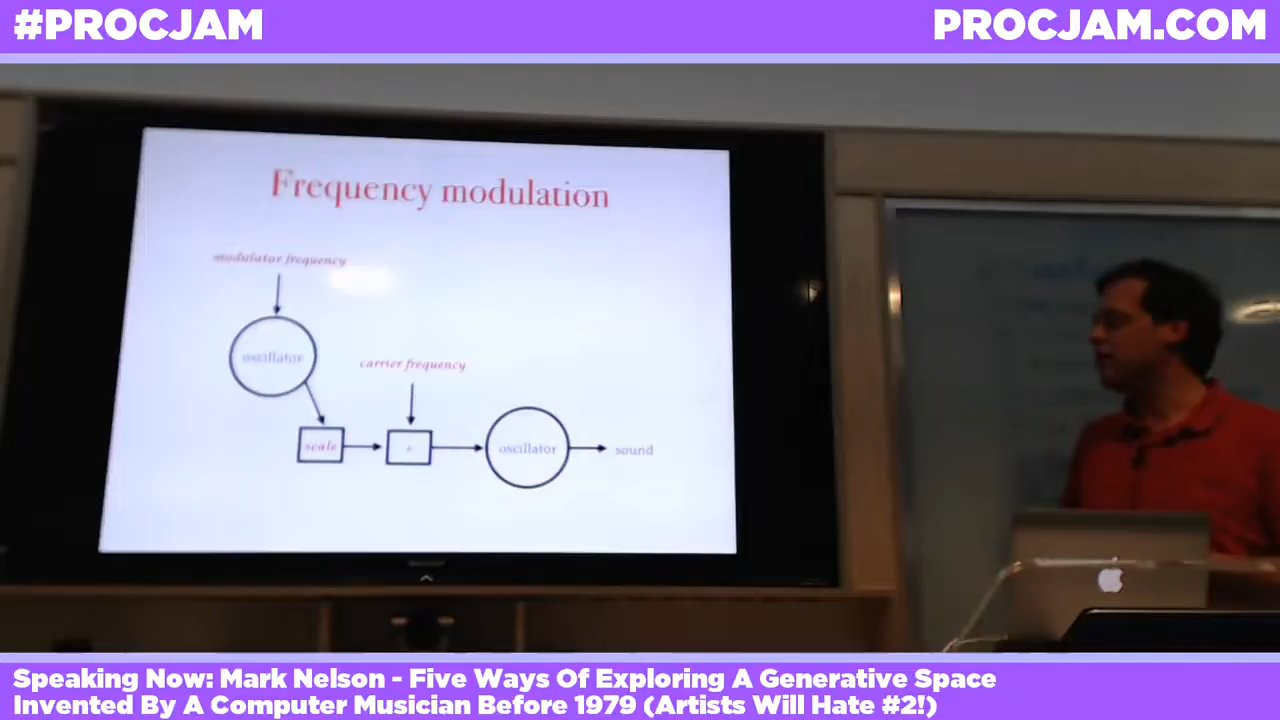 #PROCJAM
PROCJAM.COM
Frequency modulation
modulator frequency
oscillator
carrier frequency
scale
+
oscillator
sound
Speaking Now: Mark Nelson - Five Ways Of Exploring A Generative Space
Invented By A Computer Musician Before 1979 (Artists Will Hate #2!)